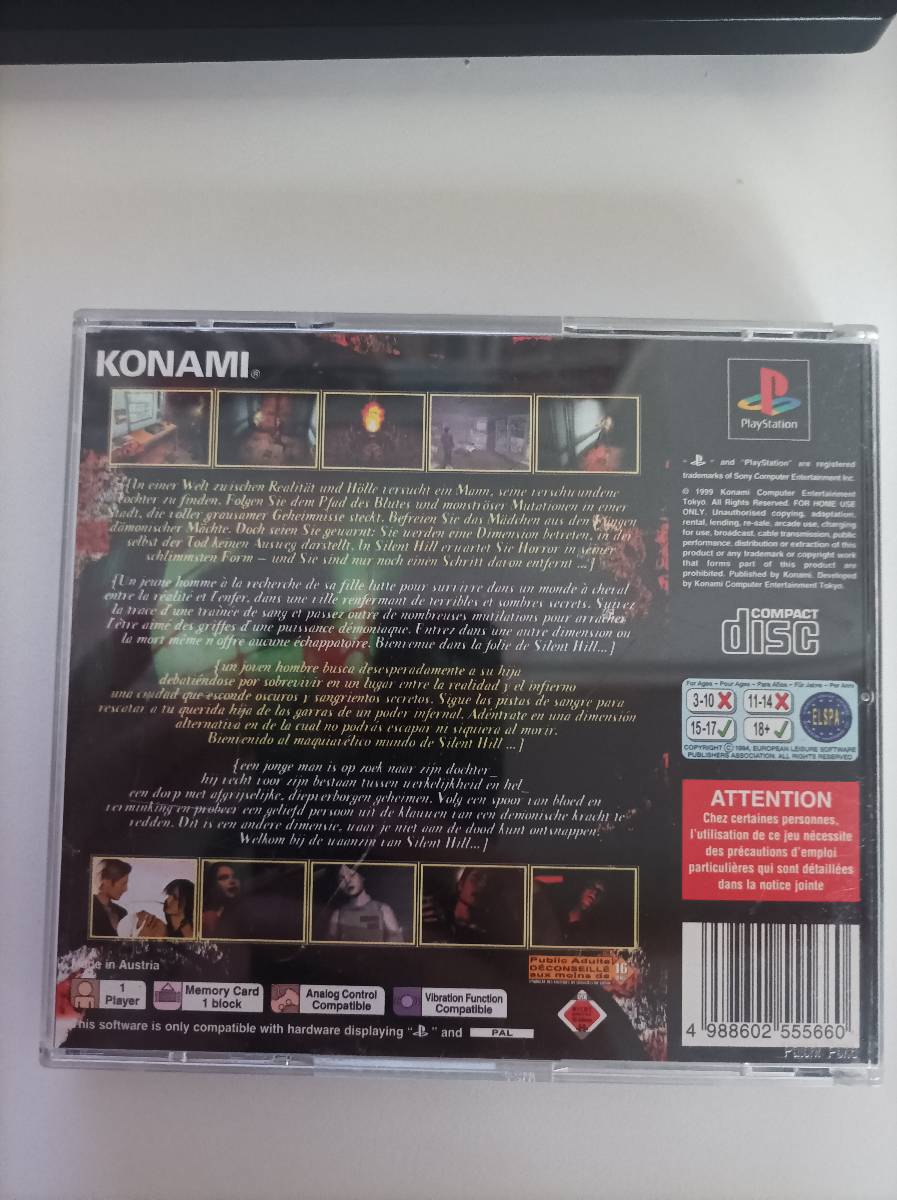 KONAMI®
{In einer Welt zwischen Realität und Hölle versucht ein Mann, seine verschwundene
Tochter zu finden. Folgen Sie dem Pfad des Blutes und monströser Mutationen in einer
Stadt, die voller grausamer Geheimnisse steckt. Befreien Sie das Mädchen aus den
dämonischer Mächte. Doch seien Sie gewarnt: Sie werden eine Dimension betreten, in der
selbst der Tod keinen Ausweg darstellt. In Silent Hill erwartet Sie Horror in seiner
schlimmsten Form – und Sie sind nur noch einen Schritt davon entfernt ...}
{Un jeune homme à la recherche de sa fille lutte pour survivre dans un monde à cheval
entre la réalité et l'enfer, dans une ville renfermant de terribles et sombres secrets. Suivez
la trace d'une traînée de sang et passez outre de nombreuses mutations pour arracher
l'être aimé des griffes d'une puissance démoniaque. Entrez dans une autre dimension ou
la mort même n'offre aucune échappatoire. Bienvenue dans la folie de Silent Hill...}
{un joven hombre busca desesperadamente a su hija
debatiéndose por sobrevivir en un lugar entre la realidad y el infierno
una ciudad que esconde oscuros y sangrientos secretos. Sigue las pistas de sangre para
rescatar a tu querida hija de las garras de un poder infernal. Adéntrate en una dimensión
alternativa en de la cual no podrás escapar ni siquiera al morir.
Bienvenido al maquiavélico mundo de Silent Hill ...}
{een jonge man is op zoek naar zijn dochter_
hij vecht voor zijn bestaan tussen werkelijkheid en hel_
een dorp met afgrijselijke, diepverborgen geheimen. Volg een spoor van bloed en
verminking en probeer een geliefd persoon uit de klauwen van een demonische kracht te
redden. Dit is een andere dimensie, waar je niet aan de dood kunt ontsnappen.
Welkom bij de waanzin van Silent Hill...}
in Austria
1
Player
Memory Card
1 block
Analog Control
Compatible
Vibration Function
Compatible
This software is only compatible with hardware displaying " " and PAL
Public Adulte
DÉCONSEILLÉ
aux moins de
16
PlayStation
" " and "PlayStation" are registered
trademarks of Sony Computer Entertainment Inc.
© 1999 Konami Computer Entertainment
Tokyo. All Rights Reserved. FOR HOME USE
ONLY. Unauthorised copying, adaptation,
rental, lending, re-sale, arcade use, charging
for use, broadcast, cable transmission, public
performance, distribution or extraction of this
product or any trademark or copyright work
that forms part of this product are
prohibited. Published by Konami. Developed
by Konami Computer Entertainment Tokyo.
COMPACT
disc
For Ages - Pour Ages - Para Años - Für Jahre - Per Anni
3-10 11-14
15-17 18+
ELSPA
COPYRIGHT © 1994, EUROPEAN LEISURE SOFTWARE
PUBLISHERS ASSOCIATION. ALL RIGHTS RESERVED
ATTENTION
Chez certaines personnes,
l'utilisation de ce jeu nécessite
des précautions d'emploi
particulières qui sont détaillées
dans la notice jointe
4 988602 555660